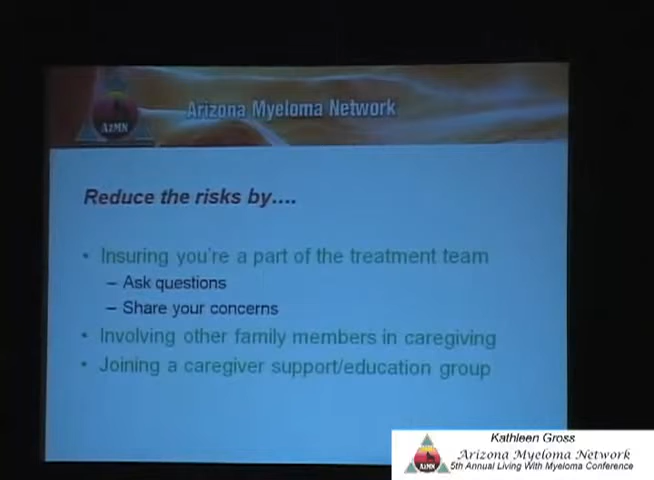 Arizona Myeloma Network
AzMN
Reduce the risks by....
• Insuring you're a part of the treatment team
– Ask questions
– Share your concerns
• Involving other family members in caregiving
• Joining a caregiver support/education group
Kathleen Gross
AzMN
Arizona Myeloma Network
5th Annual Living With Myeloma Conference